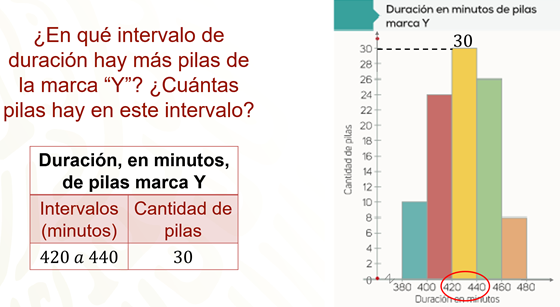 ¿En qué intervalo de
duración hay más pilas de
la marca “Y”? ¿Cuántas
pilas hay en este intervalo?
Duración, en minutos,
de pilas marca Y
Intervalos
(minutos)
Cantidad de
pilas
420 a 440
30
Duración en minutos de pilas
marca Y
30
Cantidad de pilas
30
28
26
24
22
20
18
16
14
12
10
8
6
4
2
0
380 400 420 440 460 480
Duración en minutos